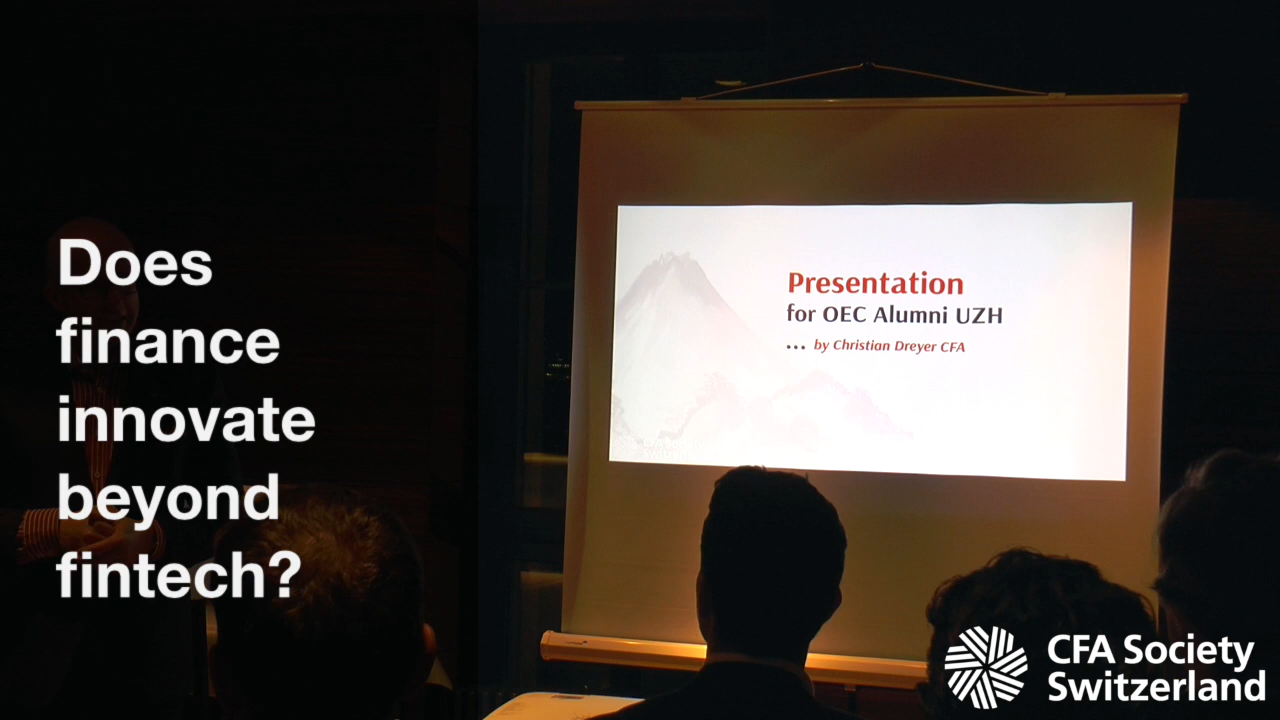 Does
finance
innovate
beyond
fintech?
Presentation
for OEC Alumni UZH
... by Christian Dreyer CFA
CFA Society
Switzerland